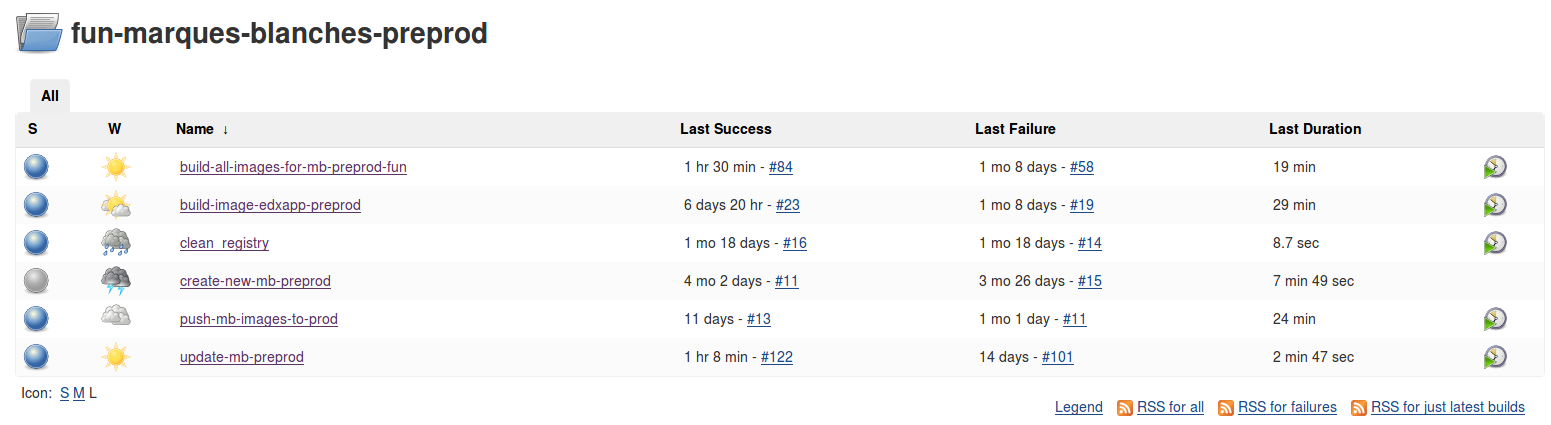 fun-marques-blanches-preprod
All
S W Name ↓ Last Success Last Failure Last Duration
build-all-images-for-mb-preprod-fun 1 hr 30 min - #84 1 mo 8 days - #58 19 min
build-image-edxapp-preprod 6 days 20 hr - #23 1 mo 8 days - #19 29 min
clean_registry 1 mo 18 days - #16 1 mo 18 days - #14 8.7 sec
create-new-mb-preprod 4 mo 2 days - #11 3 mo 26 days - #15 7 min 49 sec
push-mb-images-to-prod 11 days - #13 1 mo 1 day - #11 24 min
update-mb-preprod 1 hr 8 min - #122 14 days - #101 2 min 47 sec
Icon: S M L
Legend RSS for all RSS for failures RSS for just latest builds